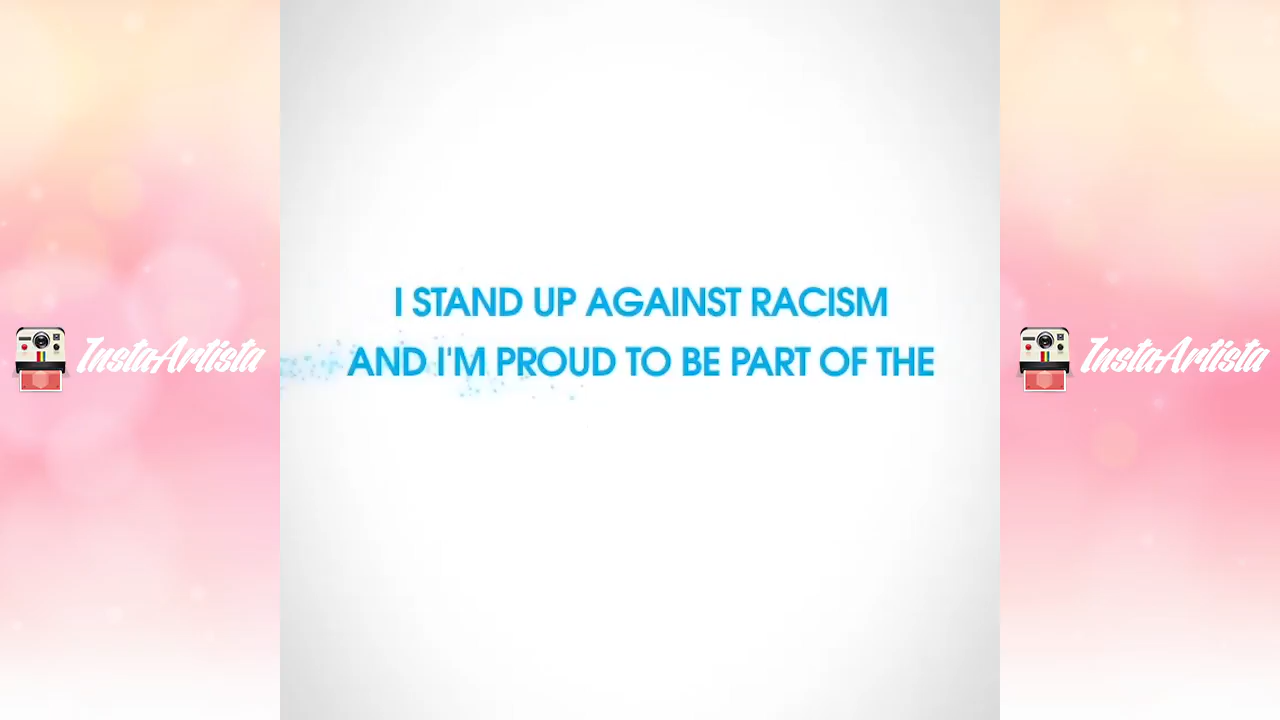 I STAND UP AGAINST RACISM
AND I'M PROUD TO BE PART OF THE
InstaArtista
InstaArtista